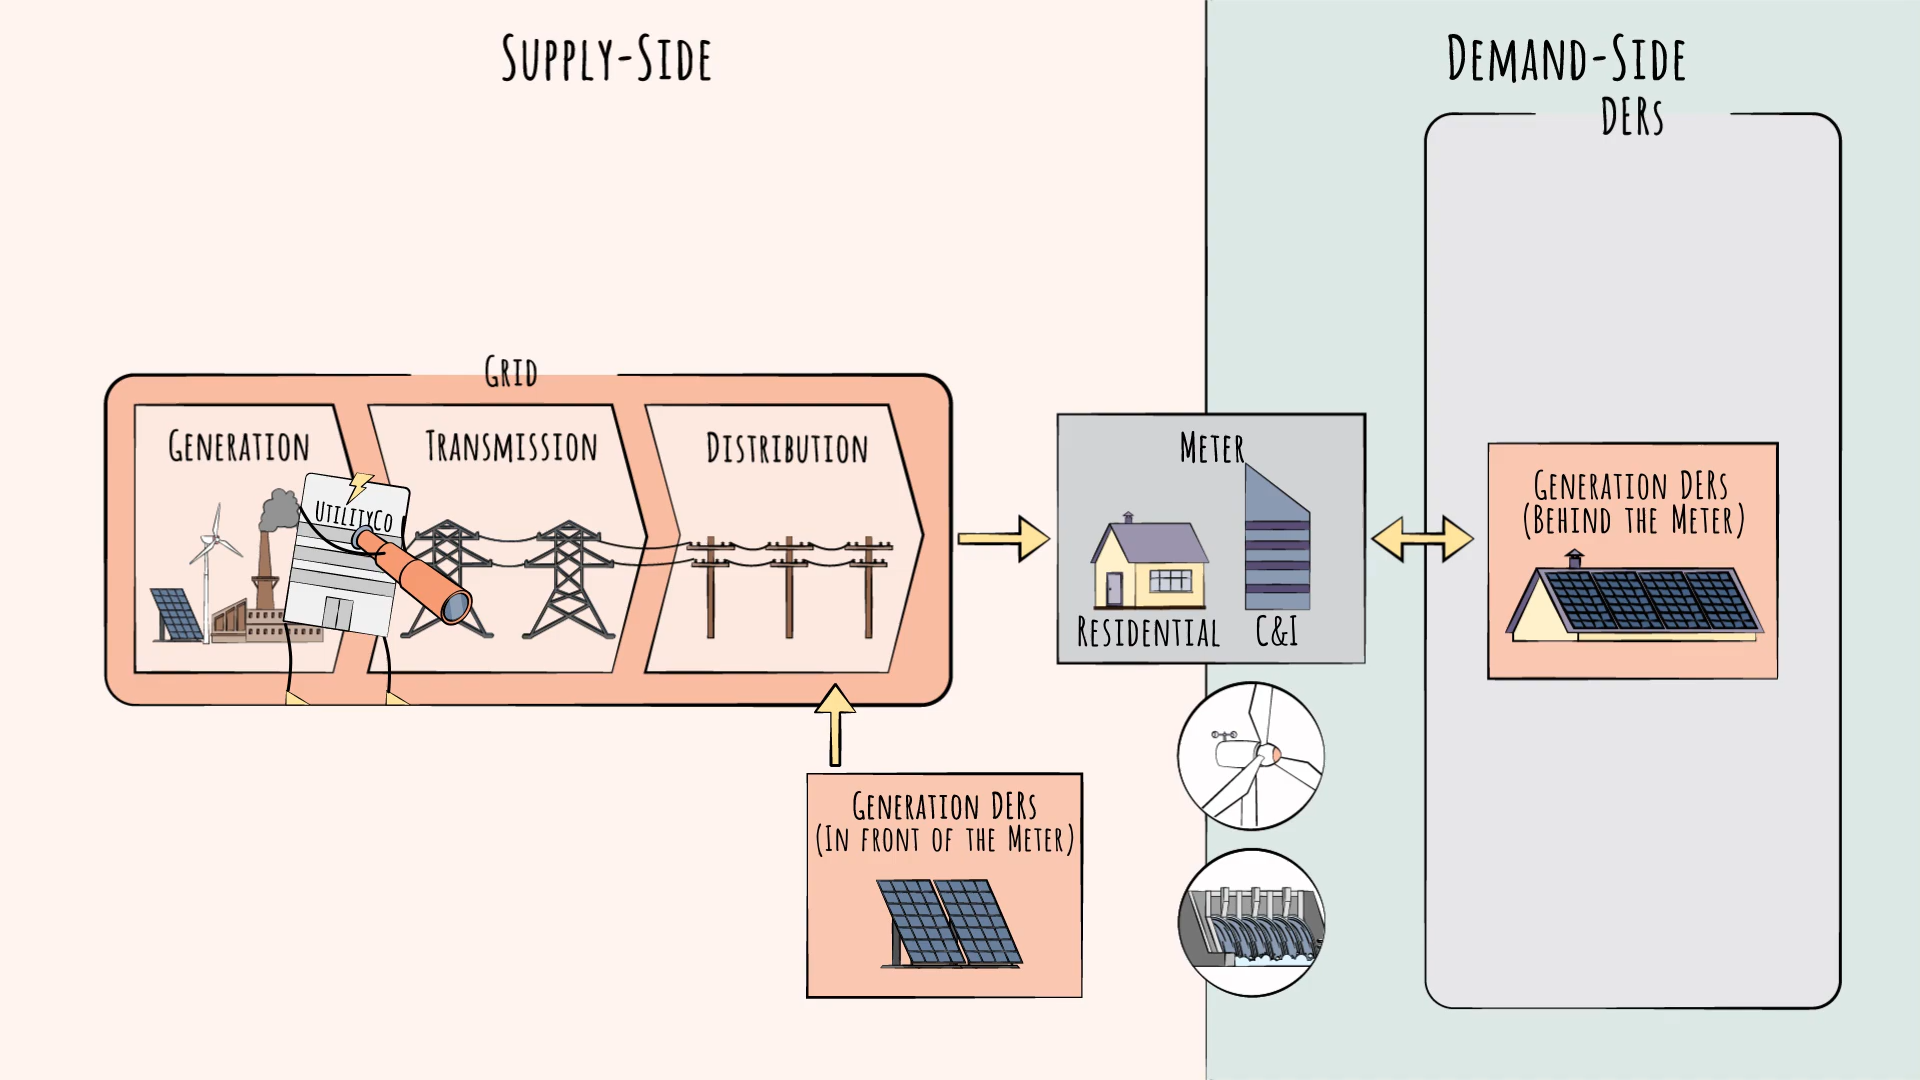 Supply-Side
Demand-Side
DERs
Grid
Generation
Transmission
Distribution
UtilityCo
Meter
Residential
C&I
Generation DERs
(Behind the Meter)
Generation DERs
(In front of the Meter)